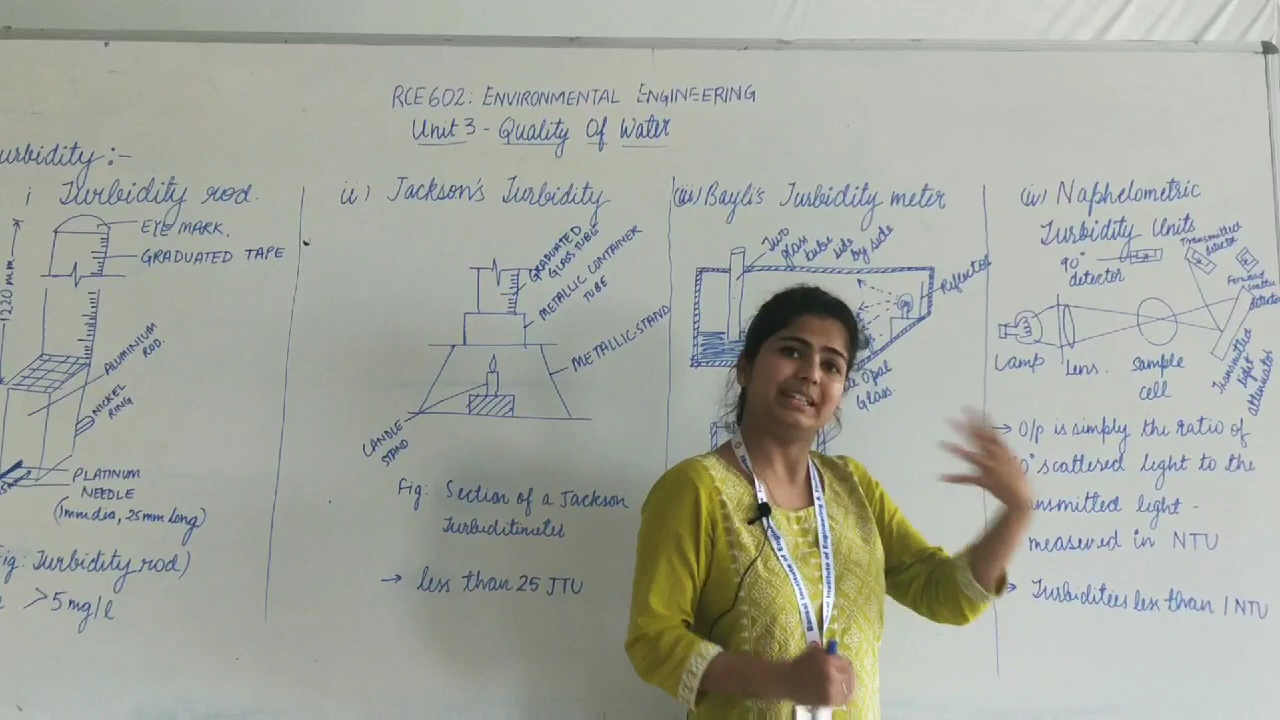 RCE602: ENVIRONMENTAL ENGINEERING
Unit 3 - Quality Of Water
urbidity :-
i Turbidity rod.
EYE MARK.
GRADUATED TAPE
1220 mm
ALUMINIUM
ROD.
NICKEL
RING
PLATINUM
NEEDLE
(1mm dia, 25mm long)
Fig: Turbidity rod)
> 5 mg/l
ii) Jackson's Turbidity
GRADUATED
GLASS TUBE
METALLIC CONTAINER
TUBE
METALLIC-STAND
CANDLE
STAND
Fig: Section of a Jackson
Turbiditimeter
→ less than 25 JTU
(iii) Bayli's Turbidity meter
Two
glass
tube
side
by side
Reflector
Opal
Glass.
(iv) Naphelometric
Turbidity Units
90°
detector
Transmitted
detector
Forward
scatter
detector
Lamp
Lens.
Sample
cell
Transmitted
light
attenuator
→ O/p is simply the ratio of
0° scattered light to the
ansmitted light -
measured in NTU
→ Turbidities less than 1 NTU